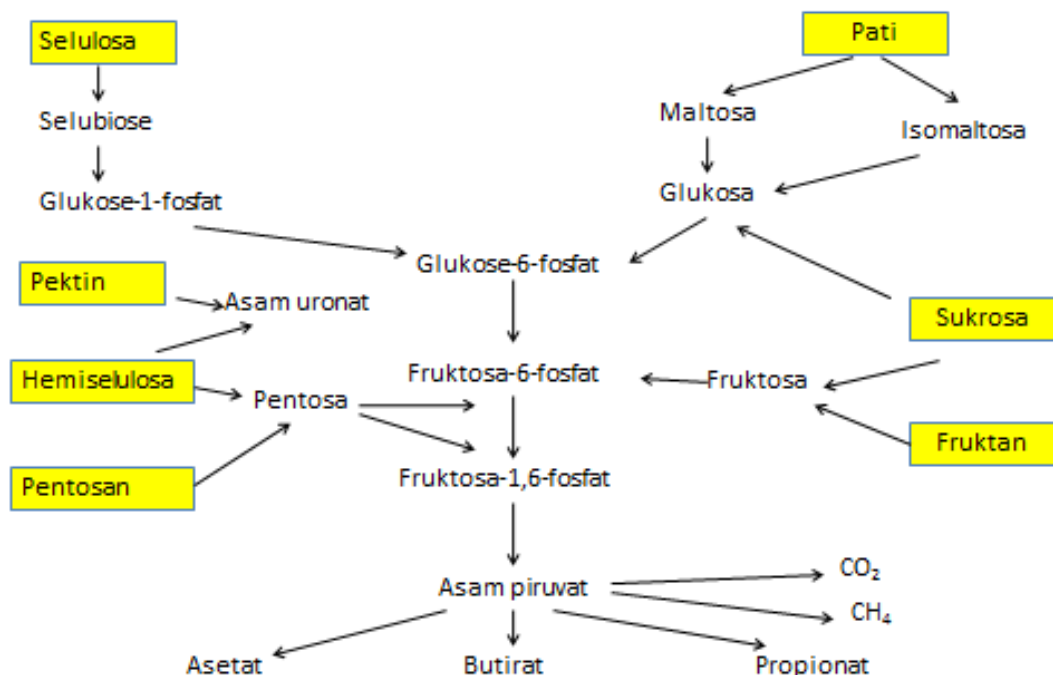 Selulosa
Pati
Selubiose
Maltosa
Isomaltosa
Glukose-1-fosfat
Glukosa
Glukose-6-fosfat
Pektin
Asam uronat
Sukrosa
Hemiselulosa
Pentosa
Fruktosa-6-fosfat
Fruktosa
Fruktan
Pentosan
Fruktosa-1,6-fosfat
Asam piruvat
CO₂
CH₄
Asetat
Butirat
Propionat